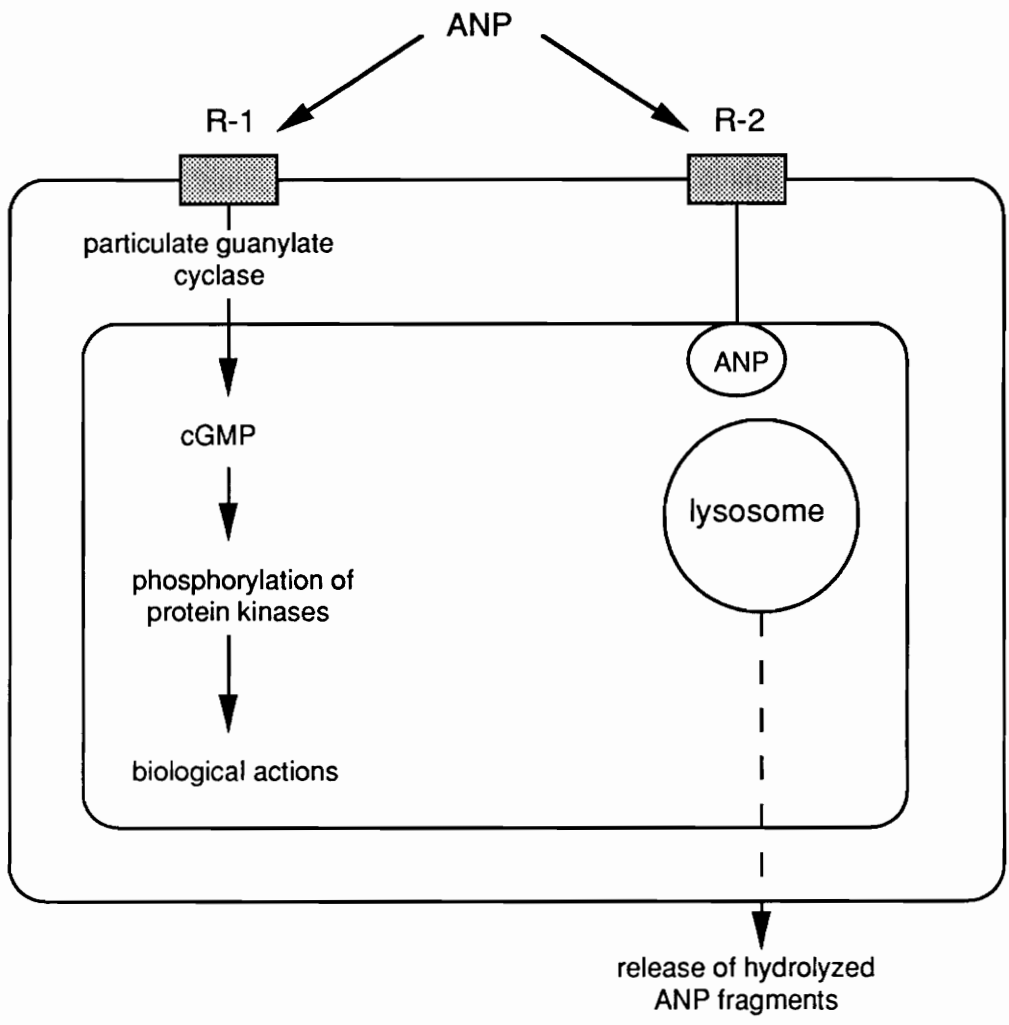 ANP
R-1
R-2
particulate guanylate
cyclase
ANP
cGMP
lysosome
phosphorylation of
protein kinases
biological actions
release of hydrolyzed
ANP fragments